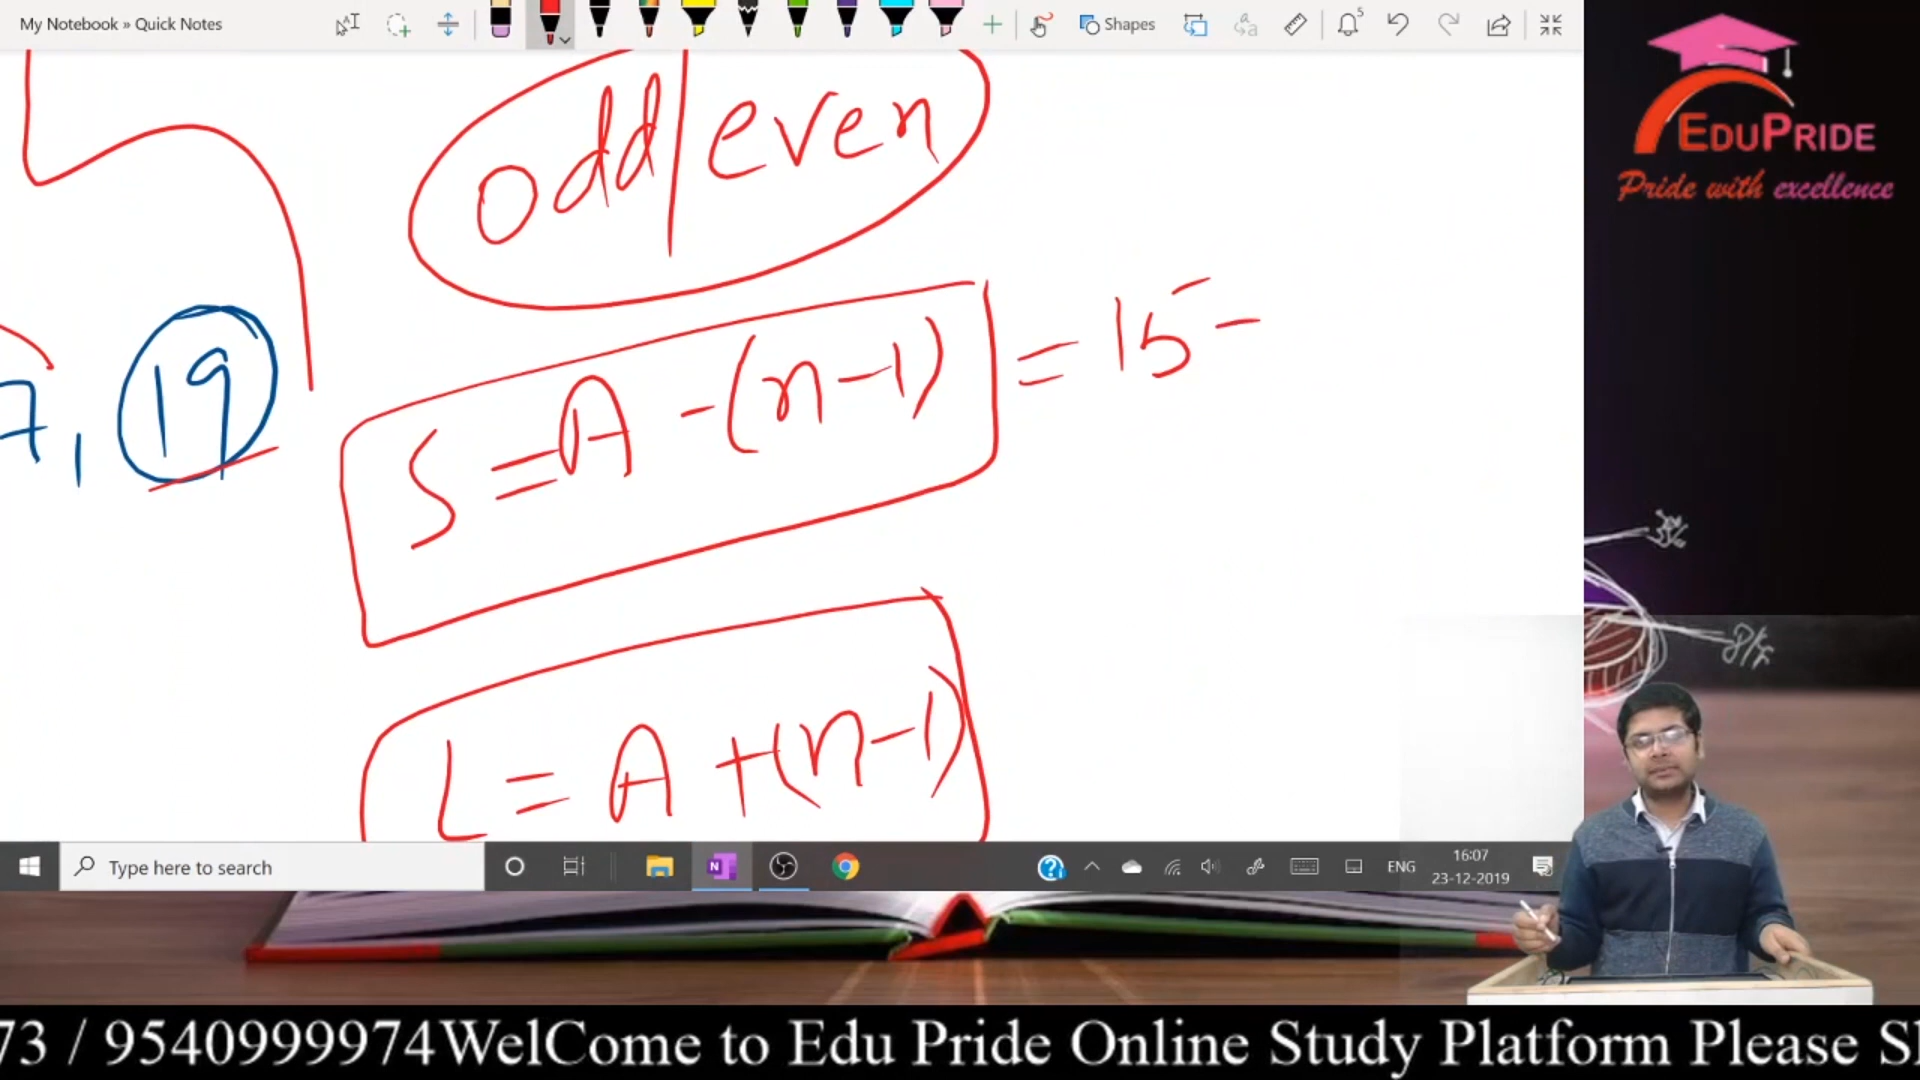 My Notebook » Quick Notes
Shapes
5
EDUPRIDE
Pride with excellence
odd/even
7, 19
S = A - (n-1) = 15 -
L = A + (n-1)
Type here to search
ENG
16:07
23-12-2019
73 / 9540999974WelCome to Edu Pride Online Study Platform Please S